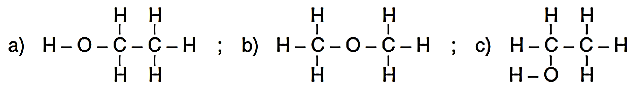 H H H H H H
a) H – O – C – C – H ; b) H – C – O – C – H ; c) H – C – C – H
H H H H H – O H